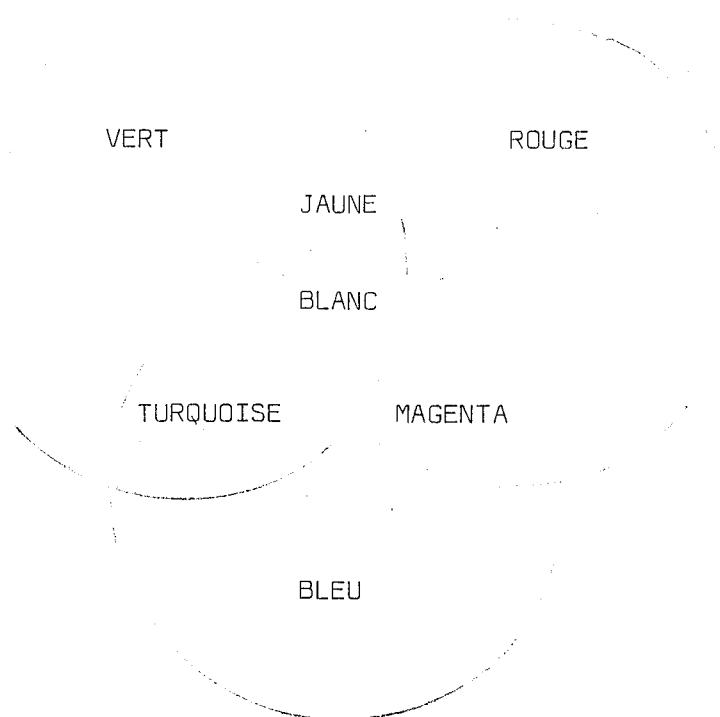 VERT ROUGE
JAUNE
BLANC
TURQUOISE MAGENTA
BLEU